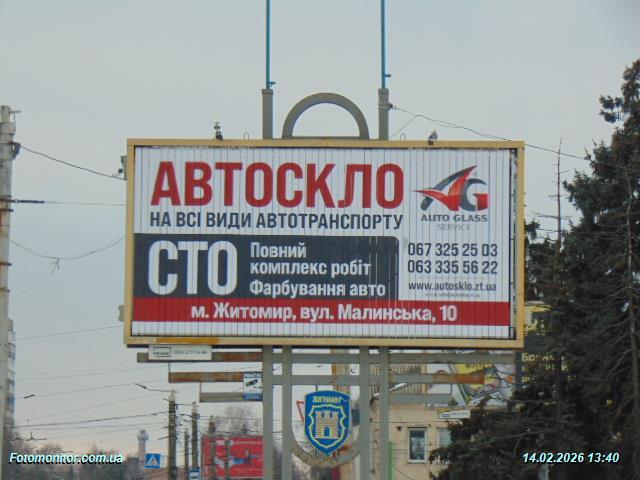 АВТОСКЛО
НА ВСІ ВИДИ АВТОТРАНСПОРТУ
AUTO GLASS
SERVICE
СТО
Повний
комплекс робіт
Фарбування авто
067 325 25 03
063 335 56 22
www.autosklo.zt.ua
м. Житомир, вул. Малинська, 10
ЖИТОМИР
Fotomonitor.com.ua
14.02.2026 13:40